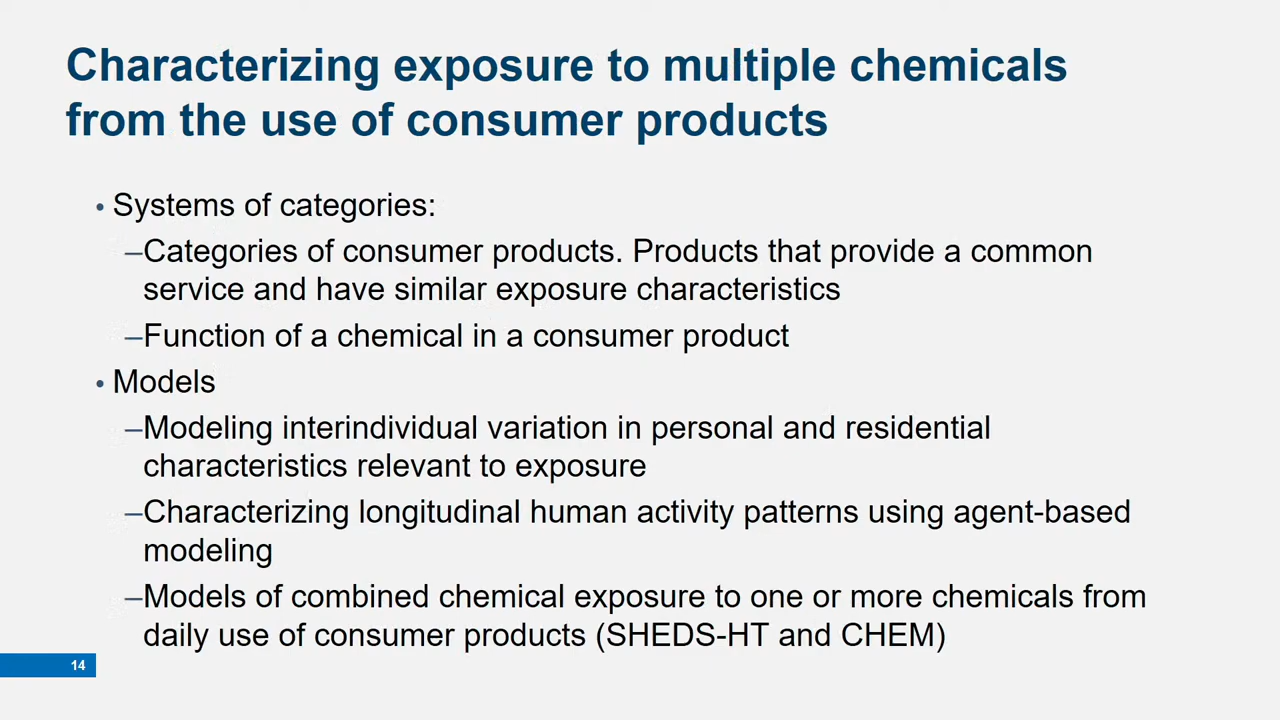 Characterizing exposure to multiple chemicals
from the use of consumer products
• Systems of categories:
–Categories of consumer products. Products that provide a common
service and have similar exposure characteristics
–Function of a chemical in a consumer product
• Models
–Modeling interindividual variation in personal and residential
characteristics relevant to exposure
–Characterizing longitudinal human activity patterns using agent-based
modeling
–Models of combined chemical exposure to one or more chemicals from
daily use of consumer products (SHEDS-HT and CHEM)
14